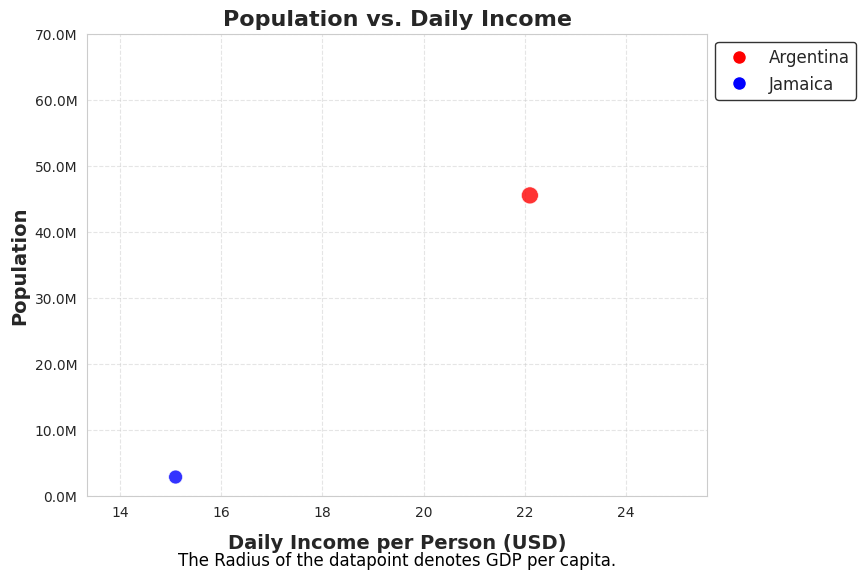 Population vs. Daily Income
70.0M
60.0M
50.0M
40.0M
30.0M
20.0M
10.0M
0.0M
Population
14 16 18 20 22 24
Daily Income per Person (USD)
The Radius of the datapoint denotes GDP per capita.
Argentina
Jamaica